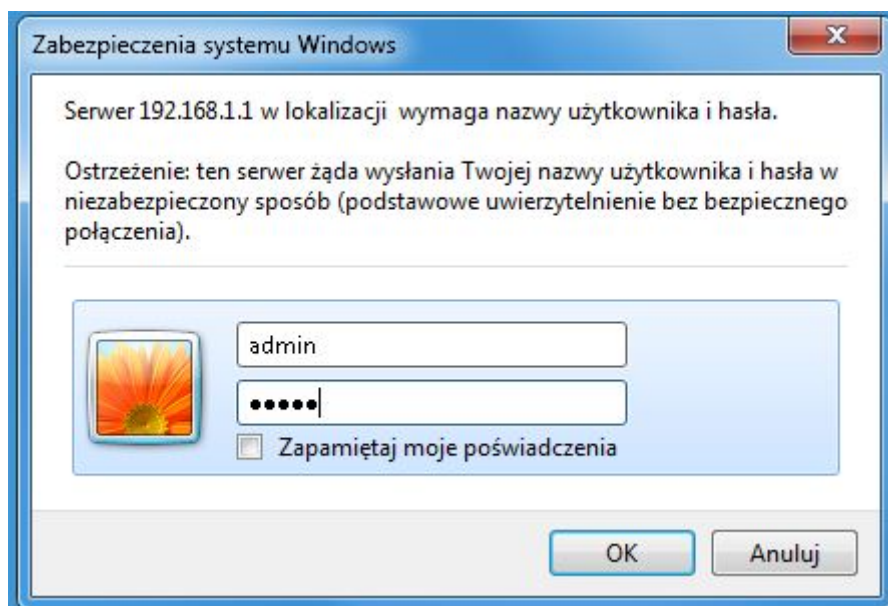 Zabezpieczenia systemu Windows
Serwer 192.168.1.1 w lokalizacji  wymaga nazwy użytkownika i hasła.
Ostrzeżenie: ten serwer żąda wysłania Twojej nazwy użytkownika i hasła w
niezabezpieczony sposób (podstawowe uwierzytelnienie bez bezpiecznego
połączenia).
admin
●●●●●
Zapamiętaj moje poświadczenia
OK
Anuluj